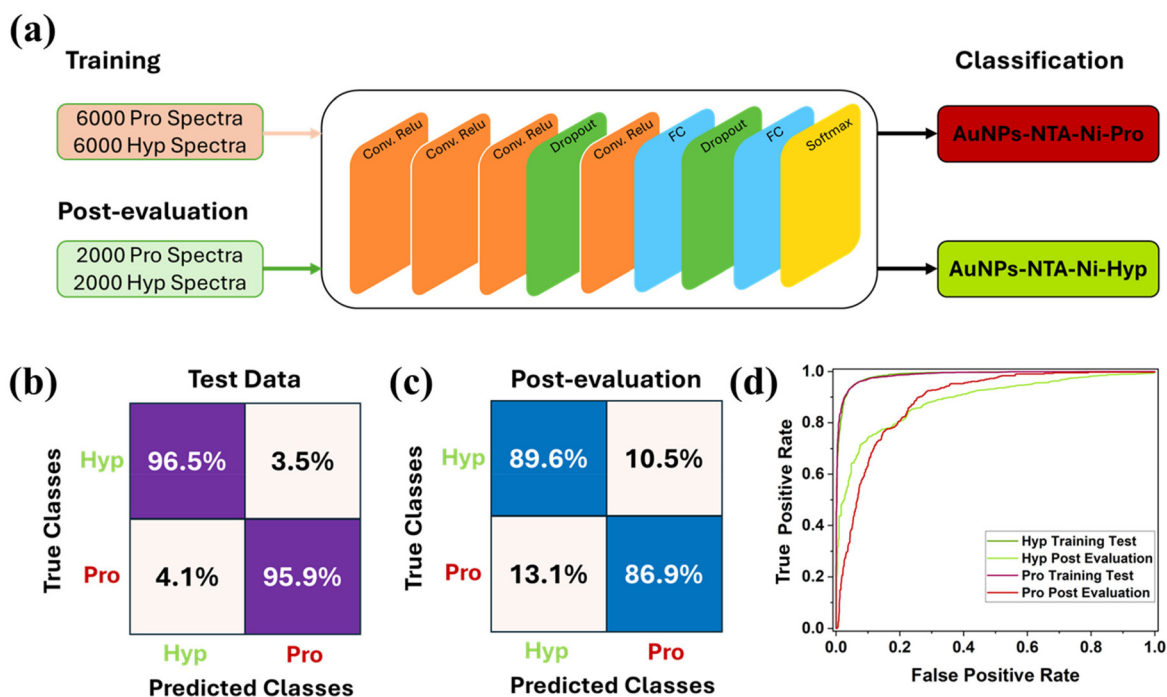 (a)
Training
6000 Pro Spectra
6000 Hyp Spectra
Post-evaluation
2000 Pro Spectra
2000 Hyp Spectra
Conv. Relu
Conv. Relu
Conv. Relu
Dropout
Conv. Relu
FC
Dropout
FC
Softmax
Classification
AuNPs-NTA-Ni-Pro
AuNPs-NTA-Ni-Hyp
(b)
Test Data
True Classes
Hyp
96.5%
3.5%
Pro
4.1%
95.9%
Hyp
Pro
Predicted Classes
(c)
Post-evaluation
True Classes
Hyp
89.6%
10.5%
Pro
13.1%
86.9%
Hyp
Pro
Predicted Classes
(d)
True Positive Rate
1.0
0.8
0.6
0.4
0.2
0.0
Hyp Training Test
Hyp Post Evaluation
Pro Training Test
Pro Post Evaluation
0.0
0.2
0.4
0.6
0.8
1.0
False Positive Rate